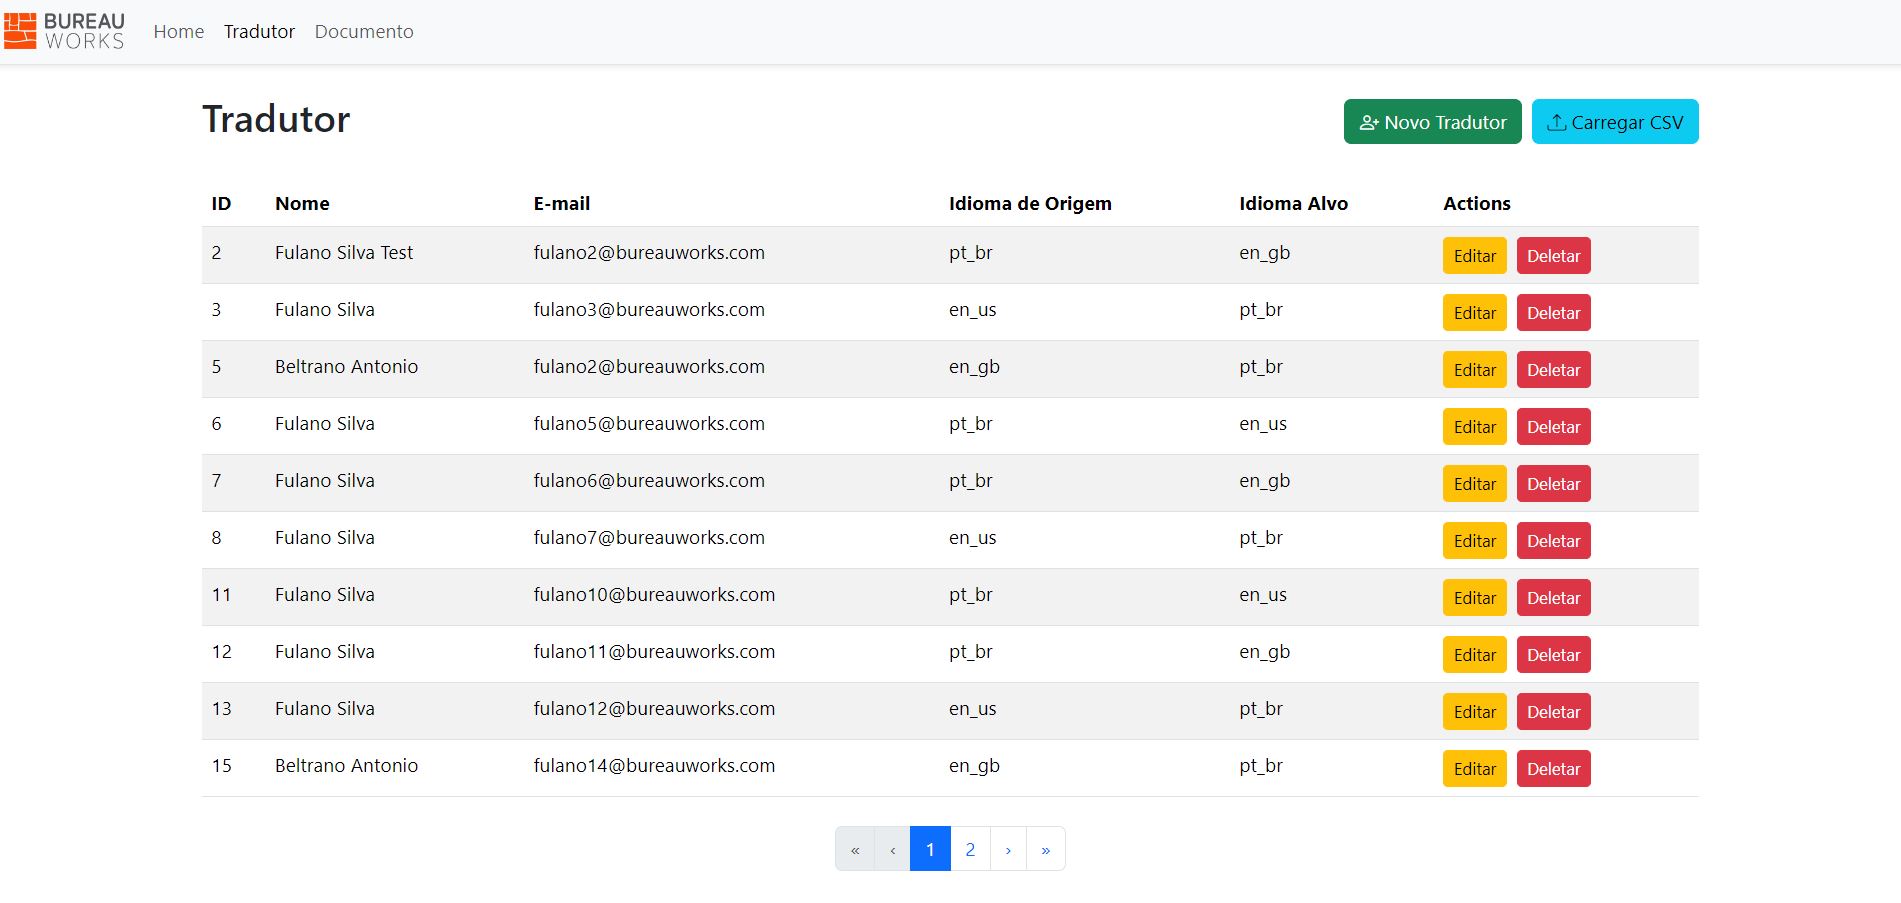 BUREAU
WORKS
Home Tradutor Documento
Tradutor
Novo Tradutor Carregar CSV
ID Nome E-mail Idioma de Origem Idioma Alvo Actions
2 Fulano Silva Test fulano2@bureauworks.com pt_br en_gb Editar Deletar
3 Fulano Silva fulano3@bureauworks.com en_us pt_br Editar Deletar
5 Beltrano Antonio fulano2@bureauworks.com en_gb pt_br Editar Deletar
6 Fulano Silva fulano5@bureauworks.com pt_br en_us Editar Deletar
7 Fulano Silva fulano6@bureauworks.com pt_br en_gb Editar Deletar
8 Fulano Silva fulano7@bureauworks.com en_us pt_br Editar Deletar
11 Fulano Silva fulano10@bureauworks.com pt_br en_us Editar Deletar
12 Fulano Silva fulano11@bureauworks.com pt_br en_gb Editar Deletar
13 Fulano Silva fulano12@bureauworks.com en_us pt_br Editar Deletar
15 Beltrano Antonio fulano14@bureauworks.com en_gb pt_br Editar Deletar
« ‹ 1 2 › »